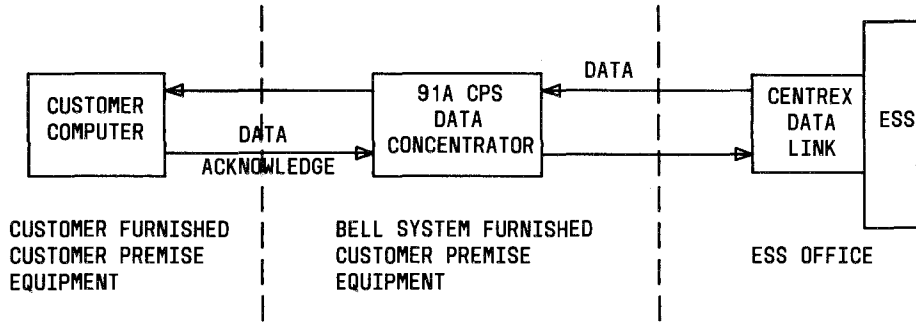 CUSTOMER
COMPUTER
DATA
ACKNOWLEDGE
91A CPS
DATA
CONCENTRATOR
DATA
CENTREX
DATA
LINK
ESS
CUSTOMER FURNISHED
CUSTOMER PREMISE
EQUIPMENT
BELL SYSTEM FURNISHED
CUSTOMER PREMISE
EQUIPMENT
ESS OFFICE